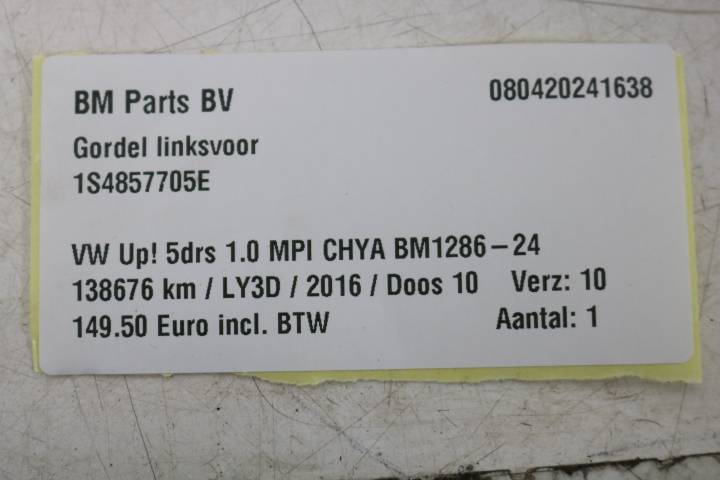 BM Parts BV 080420241638
Gordel linksvoor
1S4857705E
VW Up! 5drs 1.0 MPI CHYA BM1286-24
138676 km / LY3D / 2016 / Doos 10 Verz: 10
149.50 Euro incl. BTW Aantal: 1